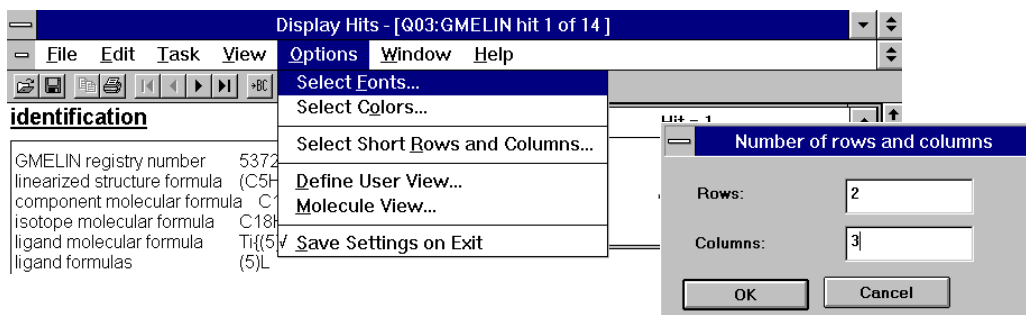 Display Hits - [Q03:GMELIN hit 1 of 14 ]
File Edit Task View Options Window Help
→BC
Select Fonts...
Select Colors...
Select Short Rows and Columns...
Define User View...
Molecule View...
√ Save Settings on Exit
identification
Hit = 1
GMELIN registry number 5372
linearized structure formula (C5H
component molecular formula C1
isotope molecular formula C18H
ligand molecular formula Ti{(5)
ligand formulas (5)L
Number of rows and columns
Rows: 2
Columns: 3
OK Cancel